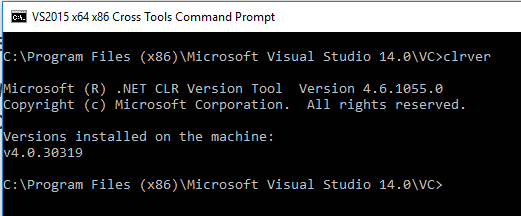 VS2015 x64 x86 Cross Tools Command Prompt
C:\Program Files (x86)\Microsoft Visual Studio 14.0\VC>clrver
Microsoft (R) .NET CLR Version Tool  Version 4.6.1055.0
Copyright (c) Microsoft Corporation.  All rights reserved.
Versions installed on the machine:
v4.0.30319
C:\Program Files (x86)\Microsoft Visual Studio 14.0\VC>